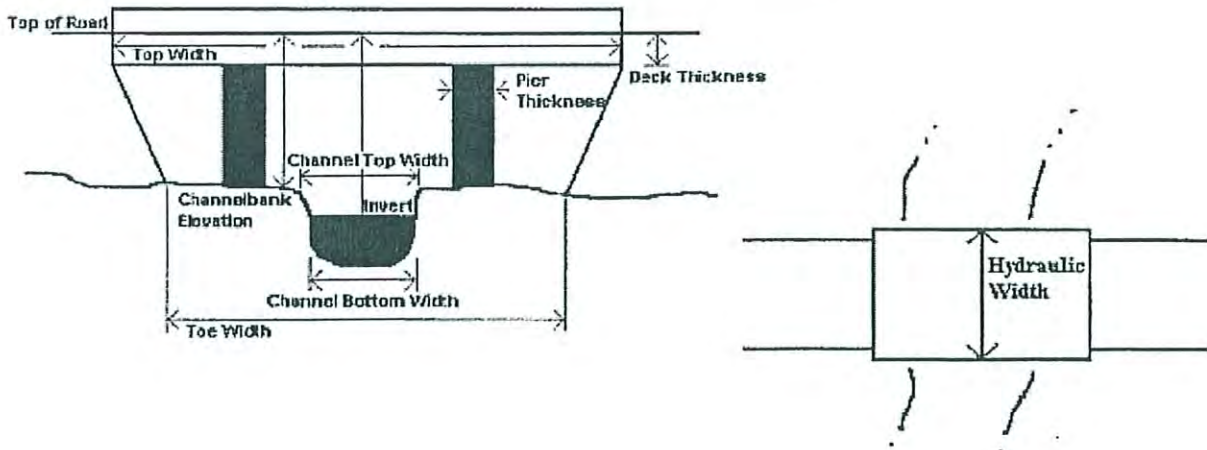 Top of Road
Top Width
Deck Thickness
Pier
Thickness
Channel Top Width
Channelbank
Elevation
Invert
Channel Bottom Width
Toe Width
Hydraulic
Width